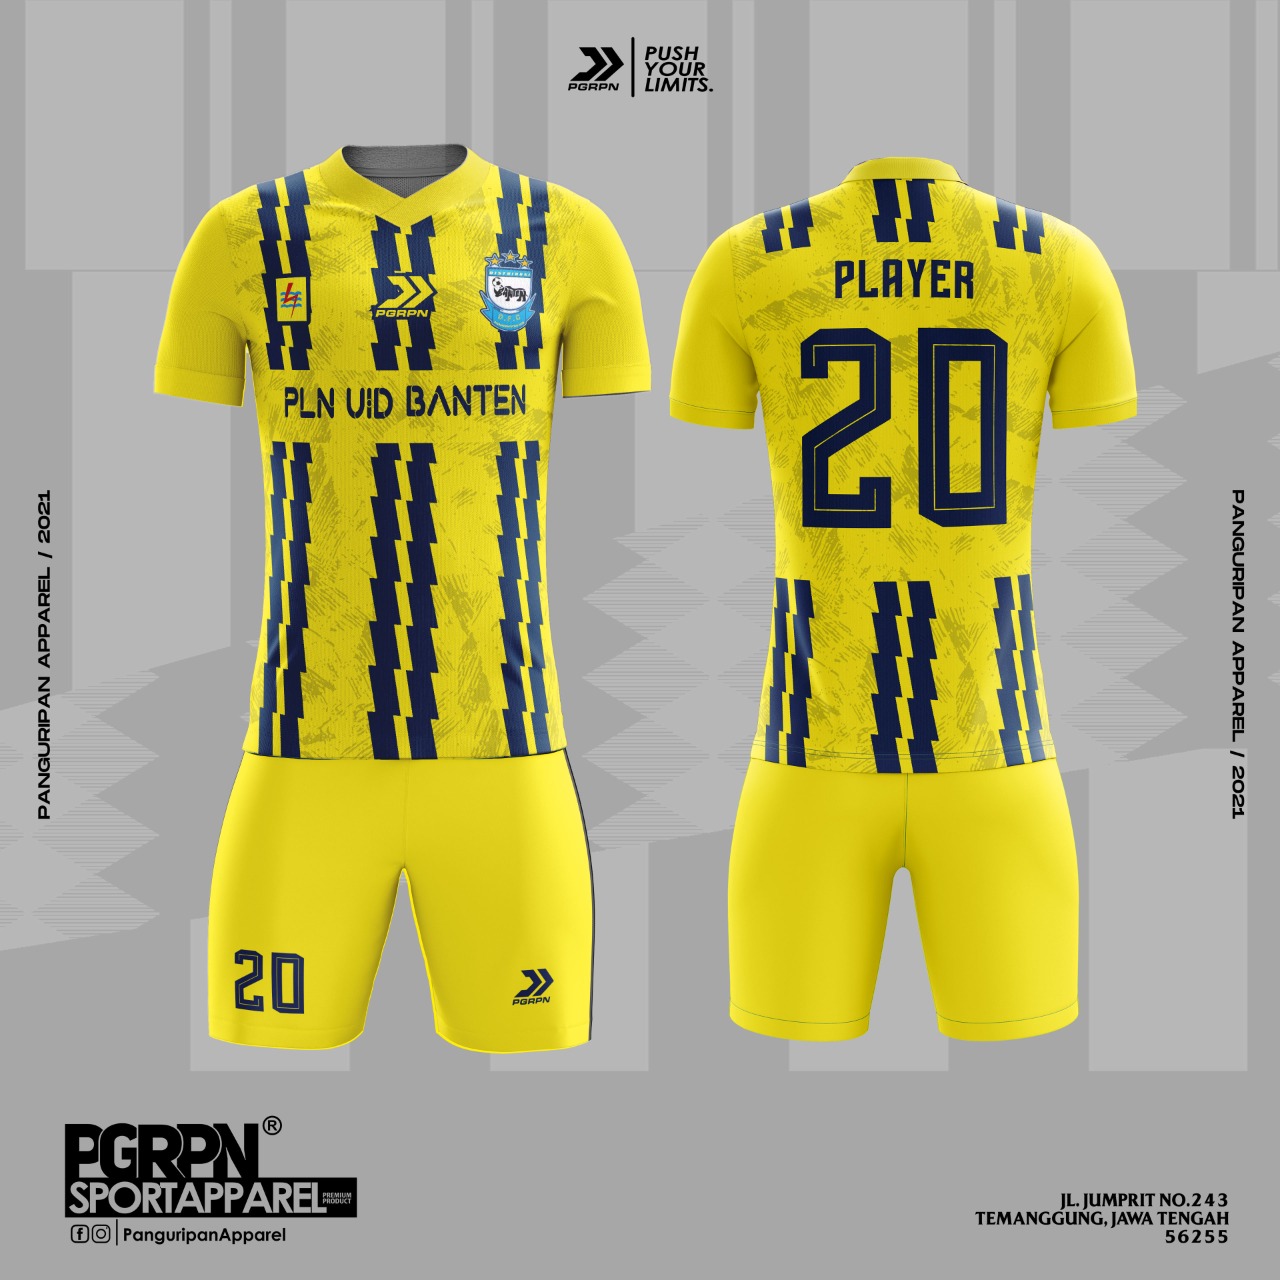 PGRPN
PUSH
YOUR
LIMITS.
PGRPN
BANTEN
D.F.C
PLN UID BANTEN
PLAYER
20
20
PGRPN
PANGURIPAN APPAREL / 2021
PANGURIPAN APPAREL / 2021
PGRPN®
SPORTAPPAREL PREMIUM
PRODUCT
PanguripanApparel
JL. JUMPRIT NO.243
TEMANGGUNG, JAWA TENGAH
56255